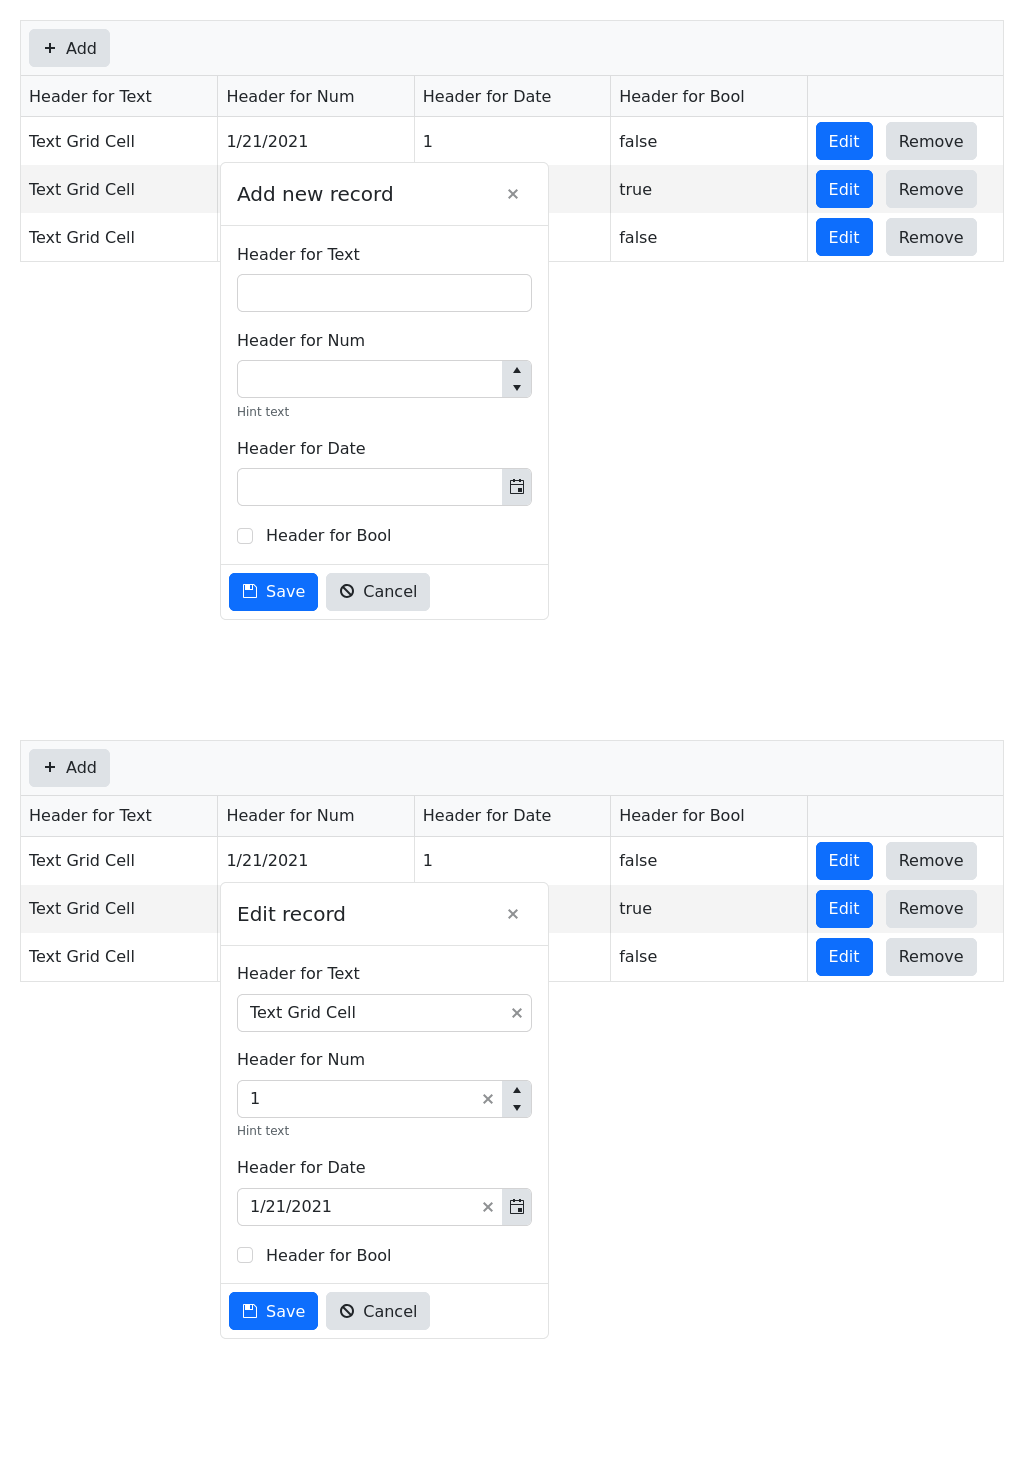 Add
Header for Text Header for Num Header for Date Header for Bool
Text Grid Cell 1/21/2021 1 false Edit Remove
Text Grid Cell true Edit Remove
Text Grid Cell false Edit Remove
Add new record
Header for Text
Header for Num
Hint text
Header for Date
Header for Bool
Save Cancel
Add
Header for Text Header for Num Header for Date Header for Bool
Text Grid Cell 1/21/2021 1 false Edit Remove
Text Grid Cell true Edit Remove
Text Grid Cell false Edit Remove
Edit record
Header for Text
Text Grid Cell
Header for Num
1
Hint text
Header for Date
1/21/2021
Header for Bool
Save Cancel